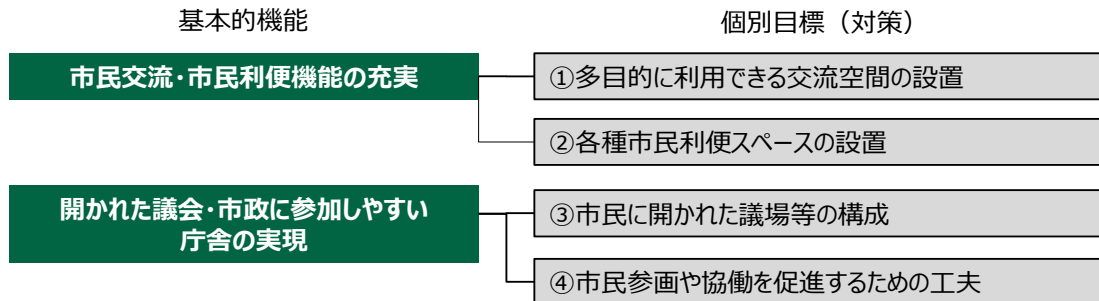 基本的機能
個別目標（対策）
市民交流・市民利便機能の充実
①多目的に利用できる交流空間の設置
②各種市民利便スペースの設置
開かれた議会・市政に参加しやすい
庁舎の実現
③市民に開かれた議場等の構成
④市民参画や協働を促進するための工夫